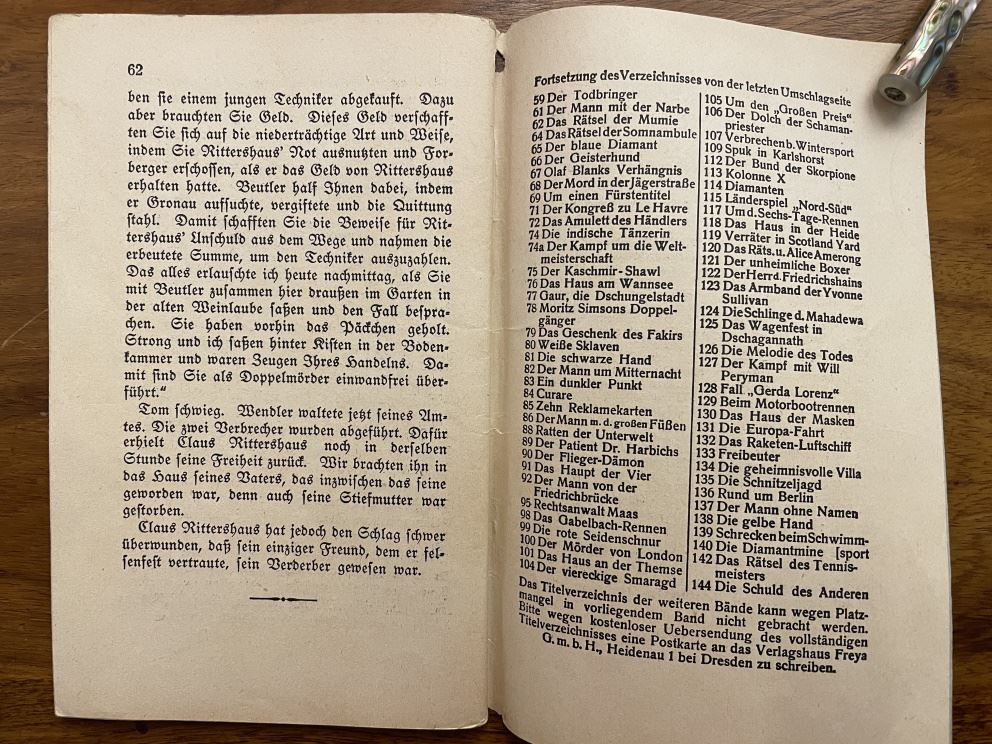 62
ben sie einem jungen Techniker abgekauft. Dazu
aber brauchten Sie Geld. Dieses Geld verschaff-
ten Sie sich auf die niederträchtige Art und Weise,
indem Sie Rittershaus' Not ausnutzten und For-
berger erschossen, als er das Geld von Rittershaus
erhalten hatte. Beutler half Ihnen dabei, indem
er Gronau aufsuchte, vergiftete und die Quittung
stahl. Damit schafften Sie die Beweise für Rit-
tershaus' Unschuld aus dem Wege und nahmen die
erbeutete Summe, um den Techniker auszuzahlen.
Das alles erlauschte ich heute nachmittag, als Sie
mit Beutler zusammen hier draußen im Garten in
der alten Weinlaube saßen und den Fall bespra-
chen. Sie haben vorhin das Päckchen geholt.
Strong und ich saßen hinter Kisten in der Boden-
kammer und waren Zeugen Ihres Handelns. Da-
mit sind Sie als Doppelmörder einwandfrei über-
führt.“
Tom schwieg. Wendler waltete jetzt seines Am-
tes. Die zwei Verbrecher wurden abgeführt. Dafür
erhielt Claus Rittershaus noch in derselben
Stunde seine Freiheit zurück. Wir brachten ihn in
das Haus seines Vaters, das inzwischen das seine
geworden war, denn auch seine Stiefmutter war
gestorben.
Claus Rittershaus hat jedoch den Schlag schwer
überwunden, daß sein einziger Freund, dem er fel-
senfest vertraute, sein Verderber gewesen war.
Fortsetzung des Verzeichnisses von der letzten Umschlagseite
59 Der Todbringer
61 Der Mann mit der Narbe
62 Das Rätsel der Mumie
64 Das Rätsel der Somnambule
65 Der blaue Diamant
66 Der Geisterhund
67 Olaf Blanks Verhängnis
68 Der Mord in der Jägerstraße
69 Um einen Fürstentitel
71 Der Kongreß zu Le Havre
72 Das Amulett des Händlers
74 Die indische Tänzerin
74a Der Kampf um die Welt-
meisterschaft
75 Der Kaschmir-Shawl
76 Das Haus am Wannsee
77 Gaur, die Dschungelstadt
78 Moritz Simsons Doppel-
gänger
79 Das Geschenk des Fakirs
80 Weiße Sklaven
81 Die schwarze Hand
82 Der Mann um Mitternacht
83 Ein dunkler Punkt
84 Curare
85 Zehn Reklamekarten
86 Der Mann m. d. großen Füßen
88 Ratten der Unterwelt
89 Der Patient Dr. Harbichs
90 Der Flieger-Dämon
91 Das Haupt der Vier
92 Der Mann von der
Friedrichbrücke
95 Rechtsanwalt Maas
98 Das Gabelbach-Rennen
99 Die rote Seidenschnur
100 Der Mörder von London
101 Das Haus an der Themse
104 Der viereckige Smaragd
105 Um den „Großen Preis“
106 Der Dolch der Schaman-
priester
107 Verbrechen b. Wintersport
109 Spuk in Karlshorst
112 Der Bund der Skorpione
113 Kolonne X
114 Diamanten
115 Länderspiel „Nord-Süd“
117 Um d. Sechs-Tage-Rennen
118 Das Haus in der Heide
119 Verräter in Scotland Yard
120 Das Räts. u. Alice Amerong
121 Der unheimliche Boxer
122 Der Herr d. Friedrichshains
123 Das Armband der Yvonne
Sullivan
124 Die Schlinge d. Mahadewa
125 Das Wagenfest in
Dschagannath
126 Die Melodie des Todes
127 Der Kampf mit Will
Peryman
128 Fall „Gerda Lorenz“
129 Beim Motorbootrennen
130 Das Haus der Masken
131 Die Europa-Fahrt
132 Das Raketen-Luftschiff
133 Freibeuter
134 Die geheimnisvolle Villa
135 Die Schnitzeljagd
136 Rund um Berlin
137 Der Mann ohne Namen
138 Die gelbe Hand
139 Schrecken beim Schwimm-
140 Die Diamantmine [sport
142 Das Rätsel des Tennis-
meisters
144 Die Schuld des Anderen
Das Titelverzeichnis der weiteren Bände kann wegen Platz-
mangel in vorliegendem Band nicht gebracht werden.
Bitte wegen kostenloser Uebersendung des vollständigen
Titelverzeichnisses eine Postkarte an das Verlagshaus Freya
G. m. b. H., Heidenau 1 bei Dresden zu schreiben.